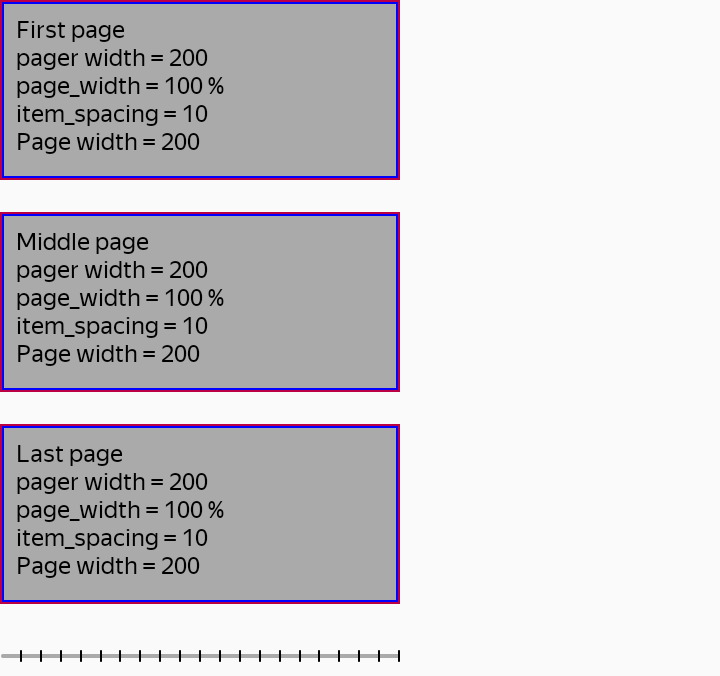 First page
pager width = 200
page_width = 100 %
item_spacing = 10
Page width = 200
Middle page
pager width = 200
page_width = 100 %
item_spacing = 10
Page width = 200
Last page
pager width = 200
page_width = 100 %
item_spacing = 10
Page width = 200